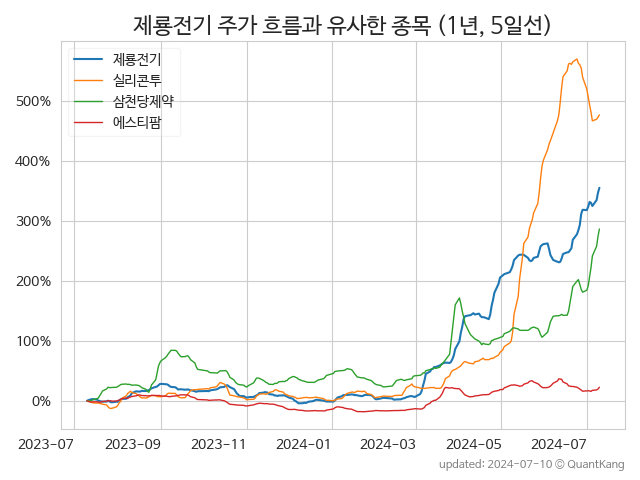 제룡전기 주가 흐름과 유사한 종목 (1년, 5일선)
제룡전기
실리콘투
삼천당제약
에스티팜
500%
400%
300%
200%
100%
0%
2023-07 2023-09 2023-11 2024-01 2024-03 2024-05 2024-07
updated: 2024-07-10 © QuantKang